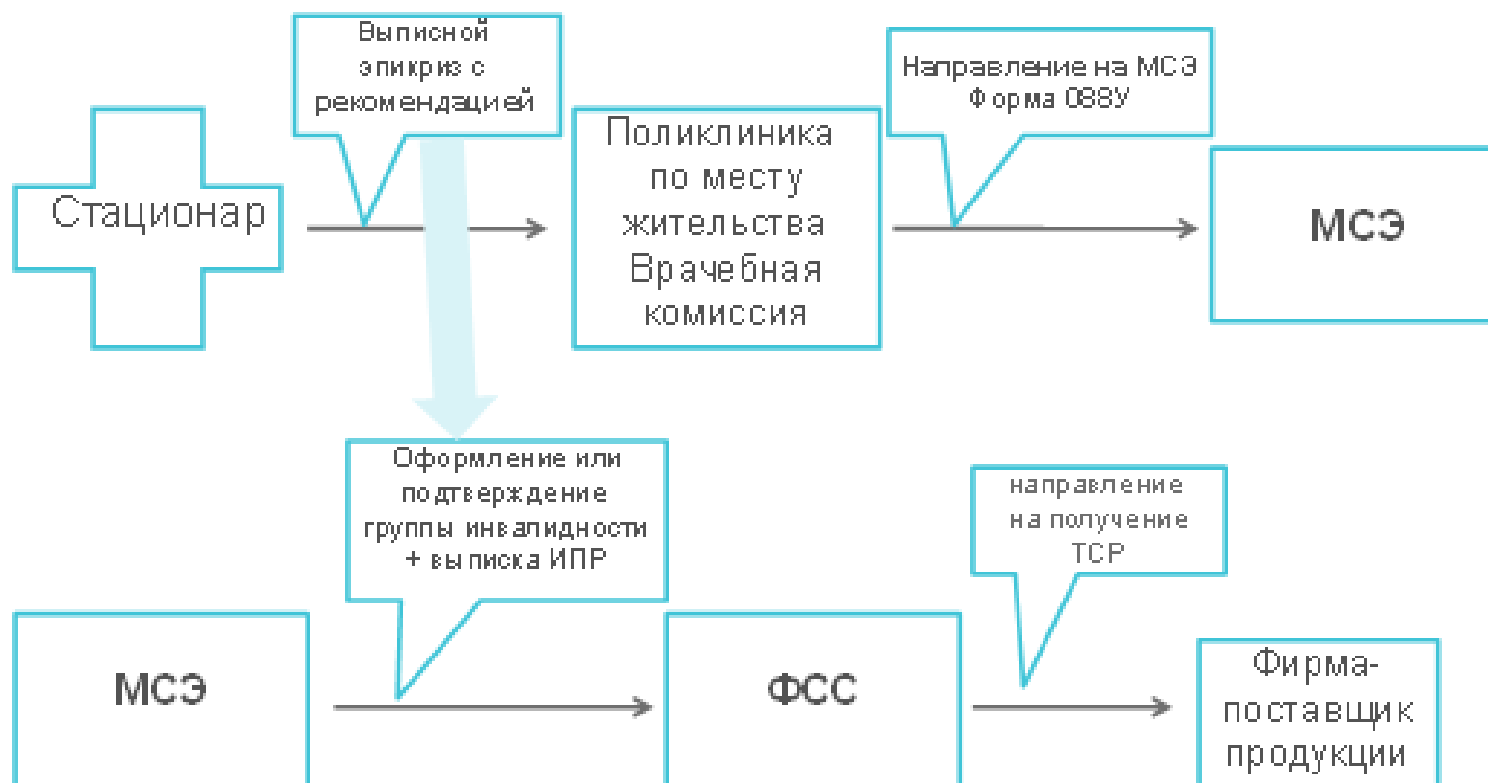 Выписной
эпикриз с
рекомендацией
Направление на МСЭ
Форма 088У
Стационар
Поликлиника
по месту
жительства
Врачебная
комиссия
МСЭ
Оформление или
подтверждение
группы инвалидности
+ выписка ИПР
направление
на получение
ТСР
МСЭ
ФСС
Фирма-
поставщик
продукции